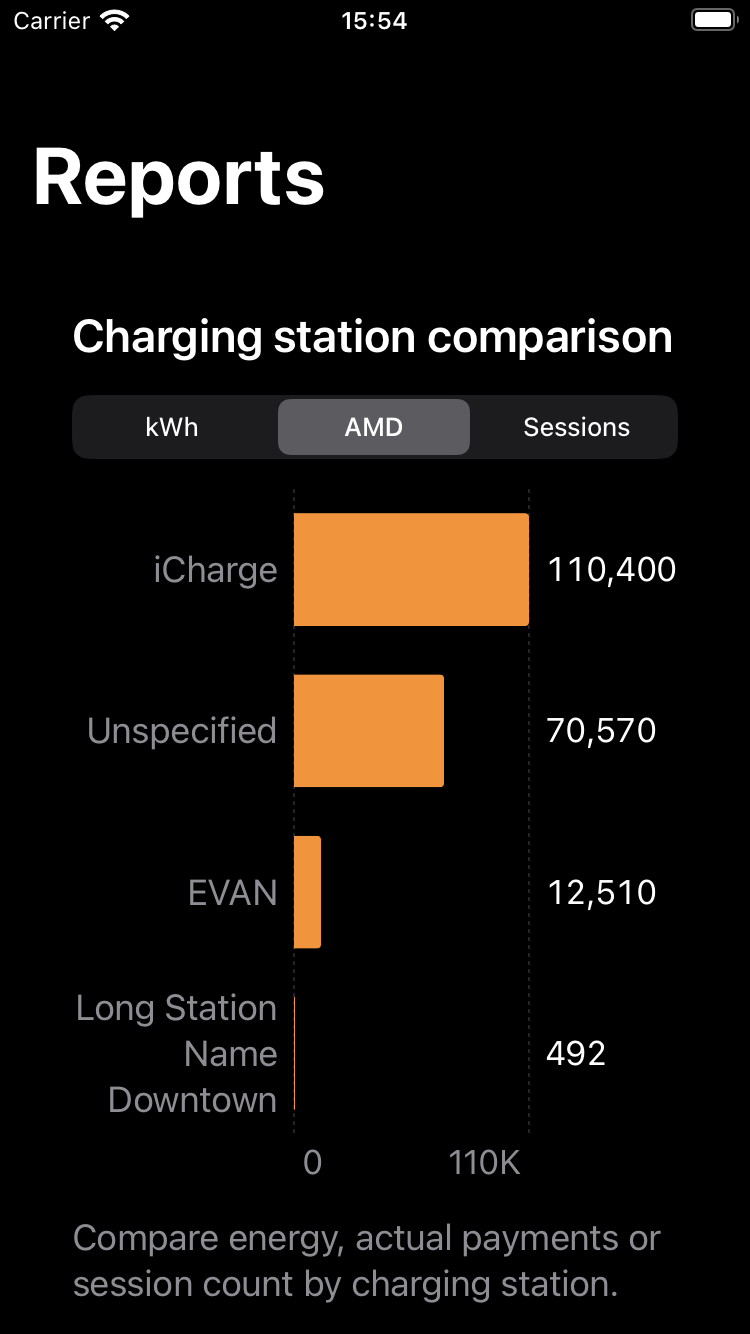 Carrier 15:54
Reports
Charging station comparison
kWh AMD Sessions
iCharge 110,400
Unspecified 70,570
EVAN 12,510
Long Station
Name 492
Downtown
0 110K
Compare energy, actual payments or
session count by charging station.